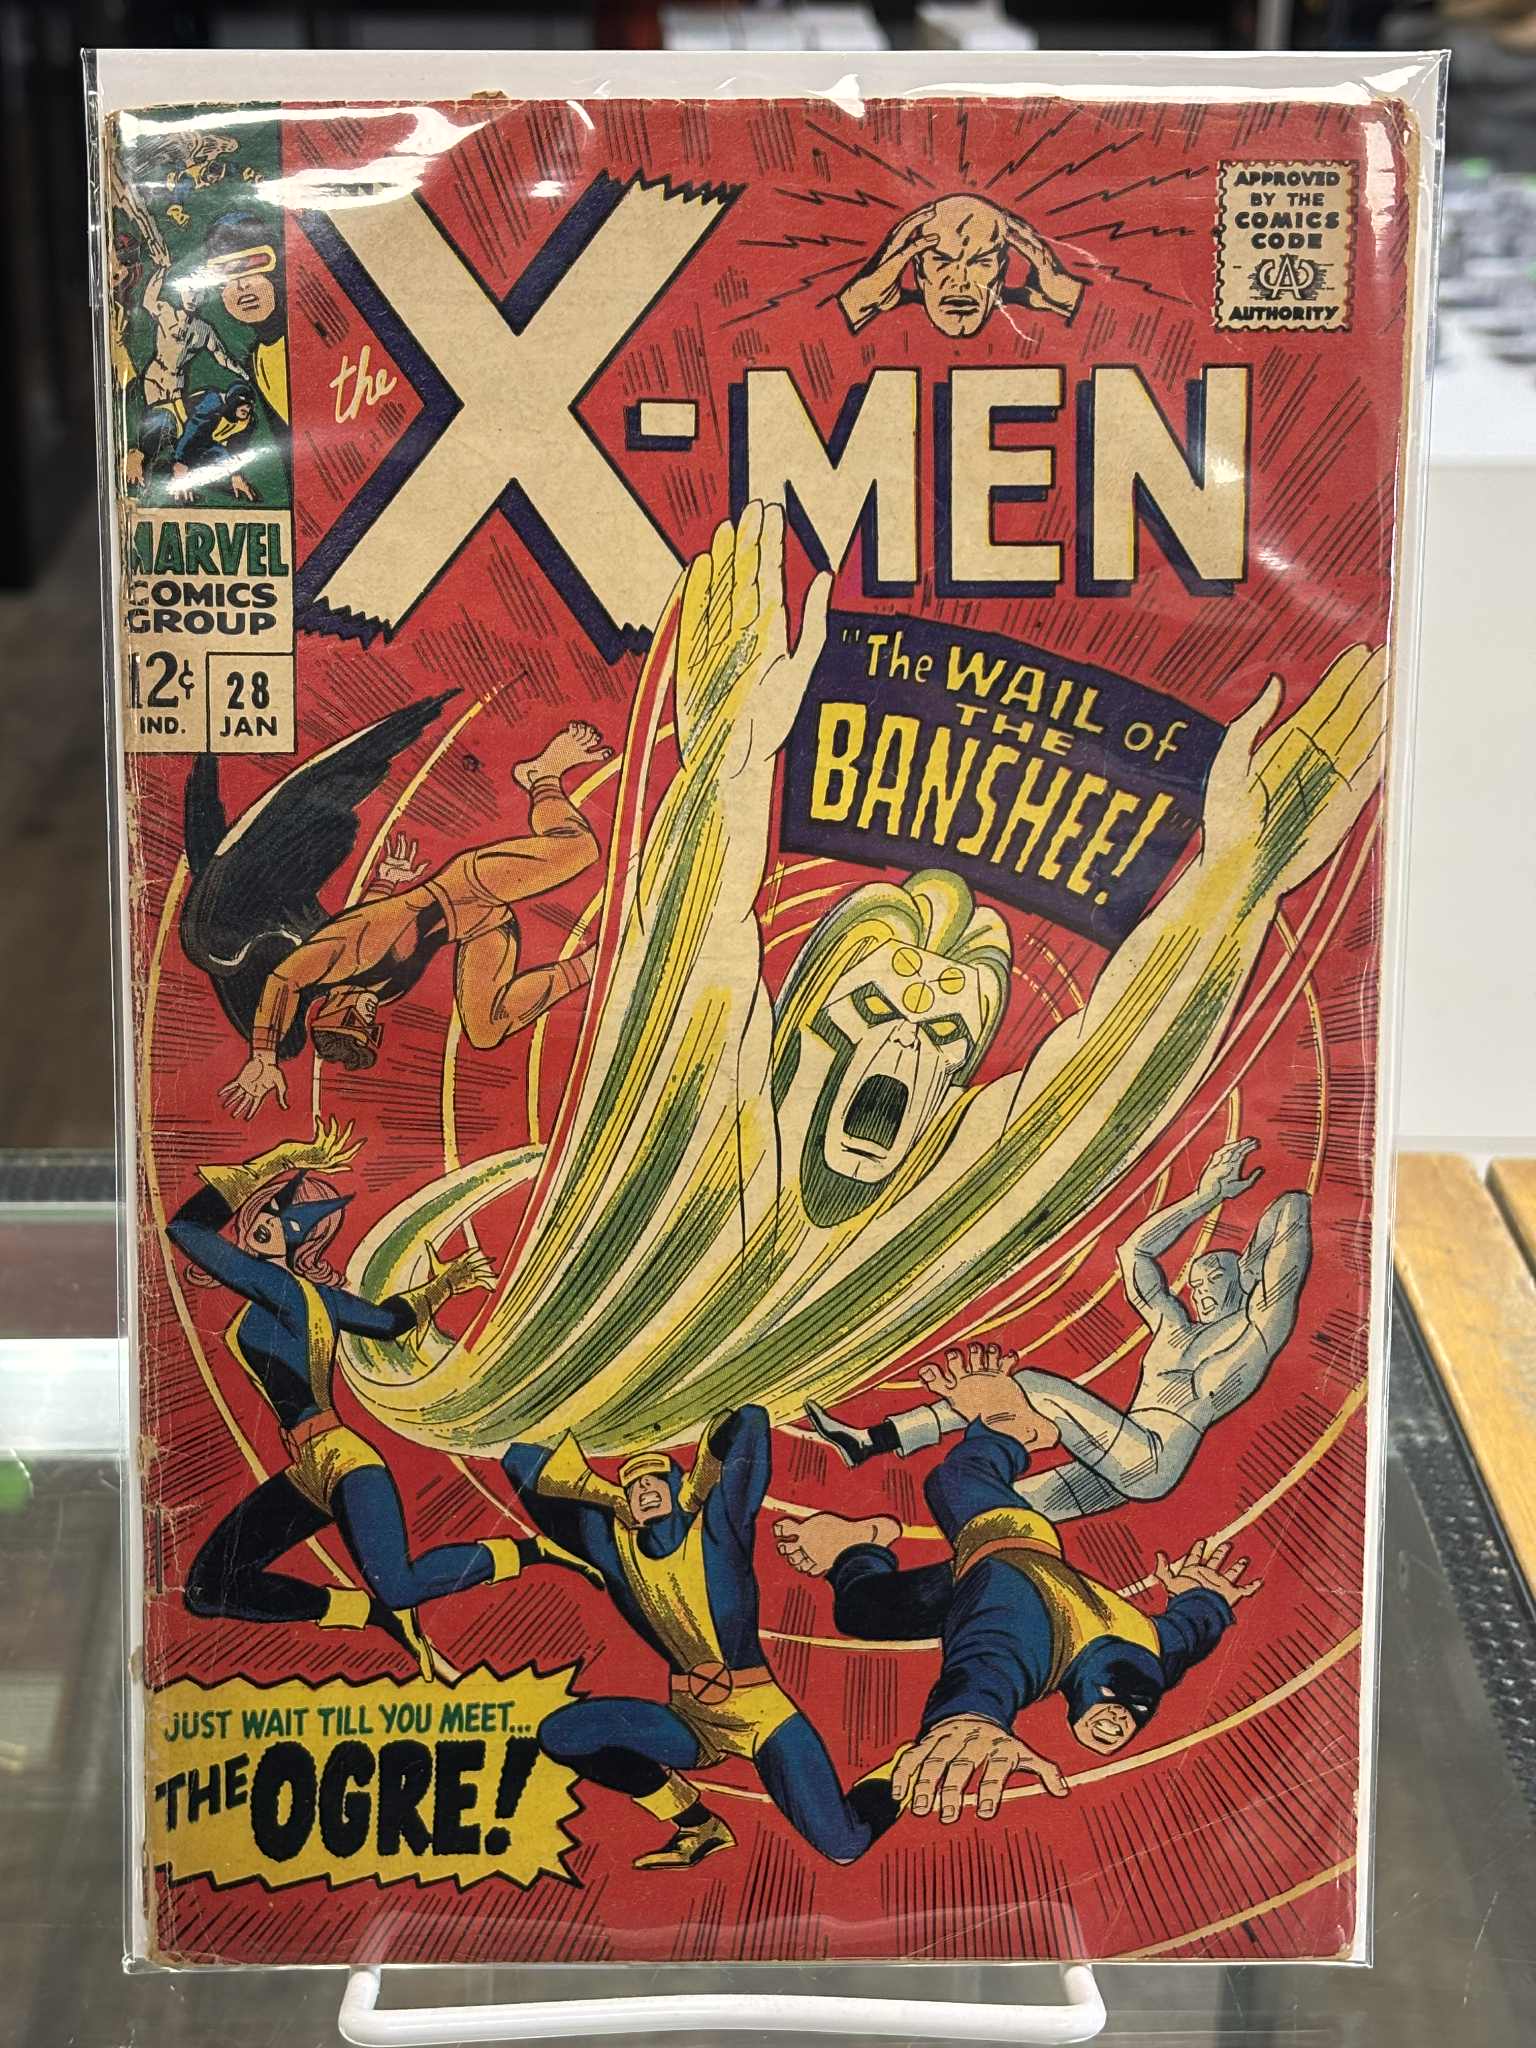 APPROVED
BY THE
COMICS
CODE
CA
AUTHORITY
the
X-MEN
MARVEL
COMICS
GROUP
12¢
IND.
28
JAN
"The WAIL of
THE
BANSHEE!"
JUST WAIT TILL YOU MEET...
THE OGRE!